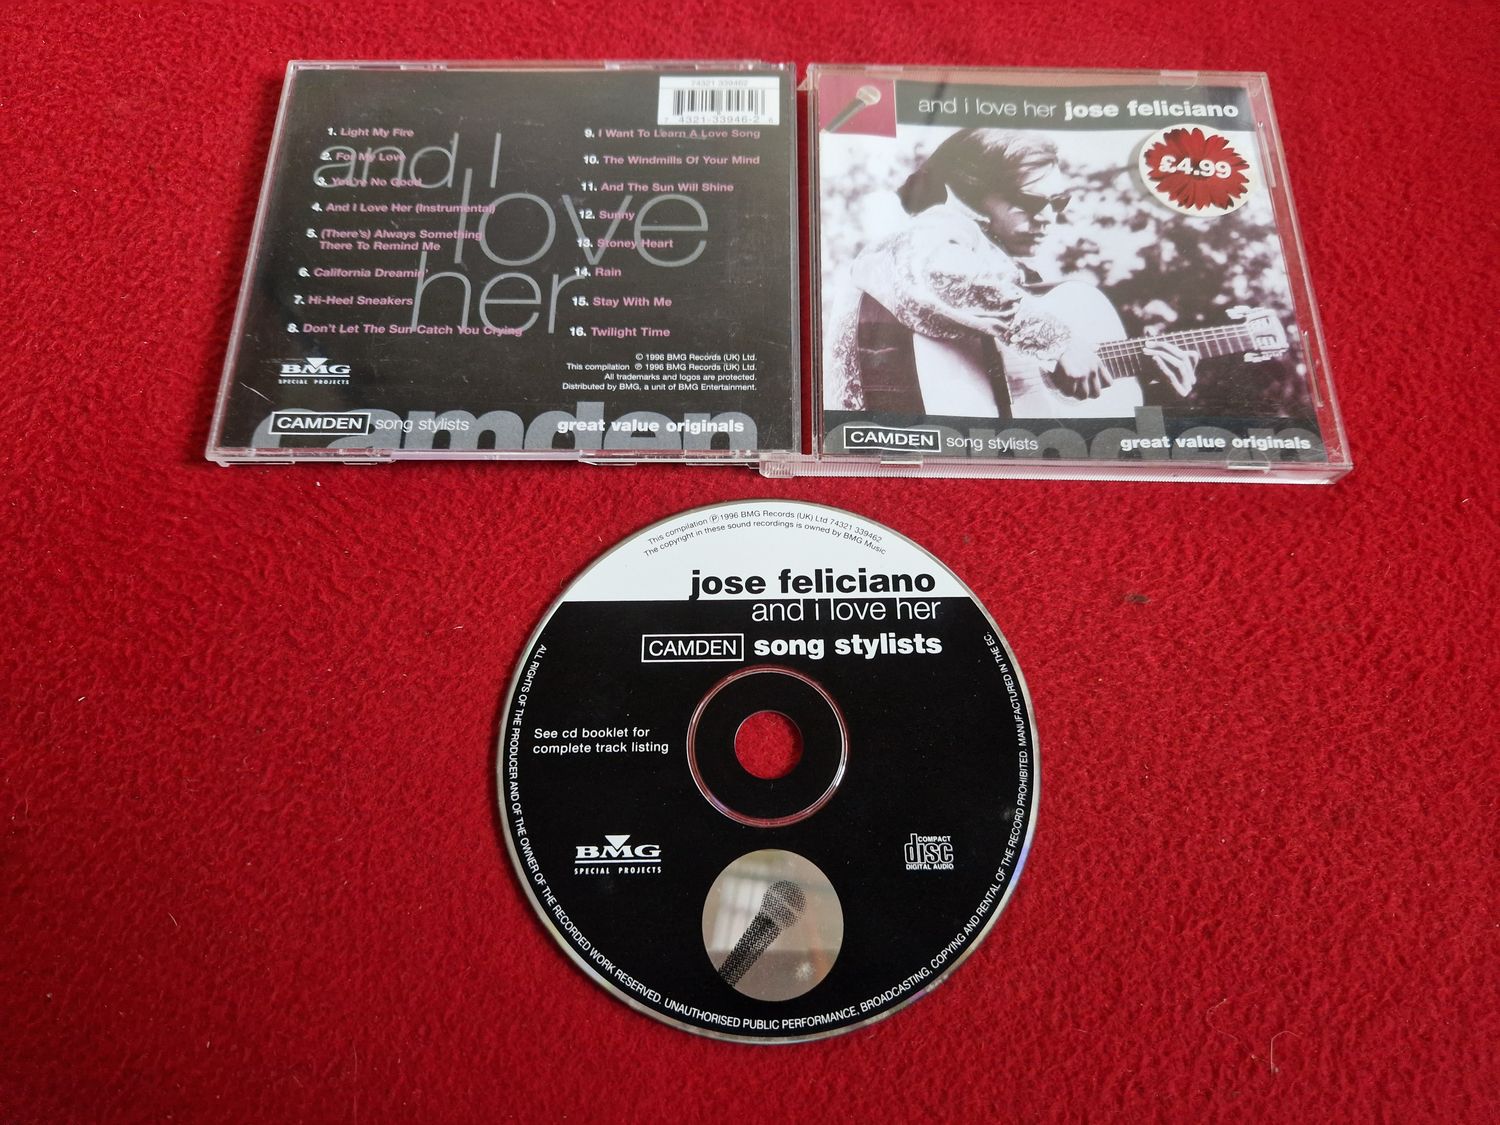 74321 339462
7 4321-33946-2 6
1. Light My Fire
2. For My Love
3. You're No Good
4. And I Love Her (Instrumental)
5. (There's) Always Something
There To Remind Me
6. California Dreamin'
7. Hi-Heel Sneakers
8. Don't Let The Sun Catch You Crying
9. I Want To Learn A Love Song
10. The Windmills Of Your Mind
11. And The Sun Will Shine
12. Sunny
13. Stoney Heart
14. Rain
15. Stay With Me
16. Twilight Time
and I
love
her
BMG
SPECIAL PROJECTS
© 1996 BMG Records (UK) Ltd.
This compilation ℗ 1996 BMG Records (UK) Ltd.
All trademarks and logos are protected.
Distributed by BMG, a unit of BMG Entertainment.
camden
CAMDEN song stylists
great value originals
and i love her jose feliciano
£4.99
camden
CAMDEN song stylists
great value originals
This compilation ℗ 1996 BMG Records (UK) Ltd 74321 339462
The copyright in these sound recordings is owned by BMG Music
jose feliciano
and i love her
CAMDEN song stylists
See cd booklet for
complete track listing
BMG
SPECIAL PROJECTS
COMPACT
disc
DIGITAL AUDIO
ALL RIGHTS OF THE PRODUCER AND OF THE OWNER OF THE RECORDED WORK RESERVED. UNAUTHORISED PUBLIC PERFORMANCE, BROADCASTING, COPYING AND RENTAL OF THE RECORD PROHIBITED. MANUFACTURED IN THE EC.